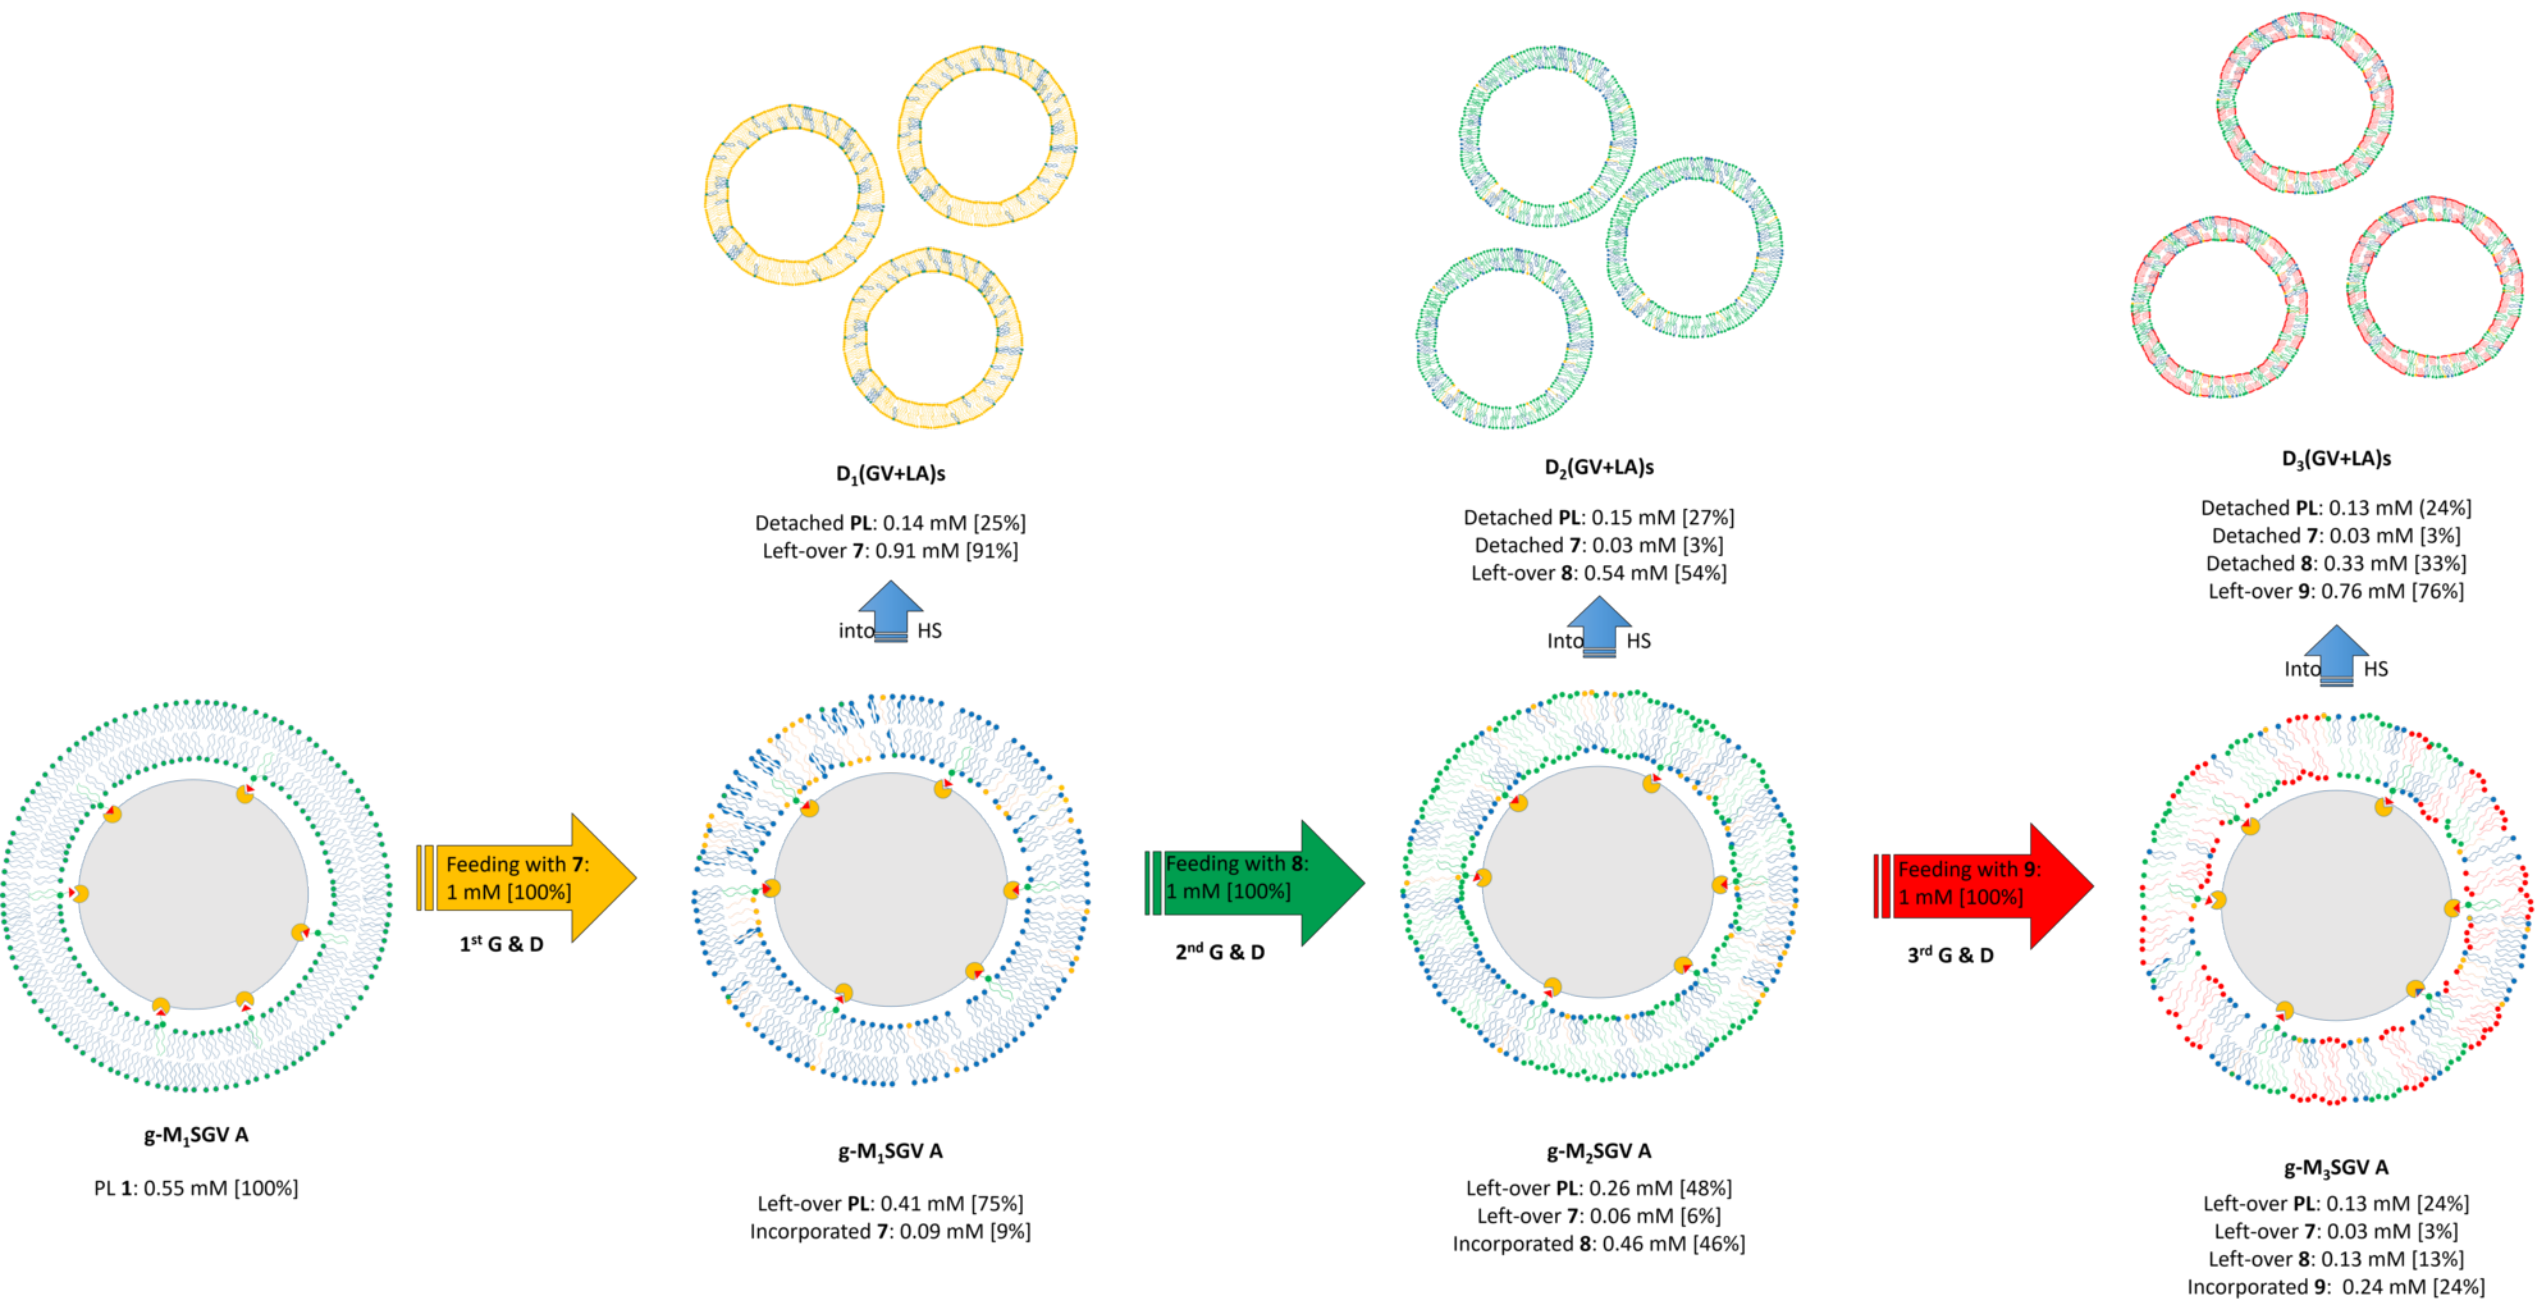 D1(GV+LA)s
Detached PL: 0.14 mM [25%]
Left-over 7: 0.91 mM [91%]
into HS
D2(GV+LA)s
Detached PL: 0.15 mM [27%]
Detached 7: 0.03 mM [3%]
Left-over 8: 0.54 mM [54%]
Into HS
D3(GV+LA)s
Detached PL: 0.13 mM (24%]
Detached 7: 0.03 mM [3%]
Detached 8: 0.33 mM [33%]
Left-over 9: 0.76 mM [76%]
Into HS
Feeding with 7:
1 mM [100%]
1st G & D
Feeding with 8:
1 mM [100%]
2nd G & D
Feeding with 9:
1 mM [100%]
3rd G & D
g-M1SGV A
PL 1: 0.55 mM [100%]
g-M1SGV A
Left-over PL: 0.41 mM [75%]
Incorporated 7: 0.09 mM [9%]
g-M2SGV A
Left-over PL: 0.26 mM [48%]
Left-over 7: 0.06 mM [6%]
Incorporated 8: 0.46 mM [46%]
g-M3SGV A
Left-over PL: 0.13 mM [24%]
Left-over 7: 0.03 mM [3%]
Left-over 8: 0.13 mM [13%]
Incorporated 9: 0.24 mM [24%]